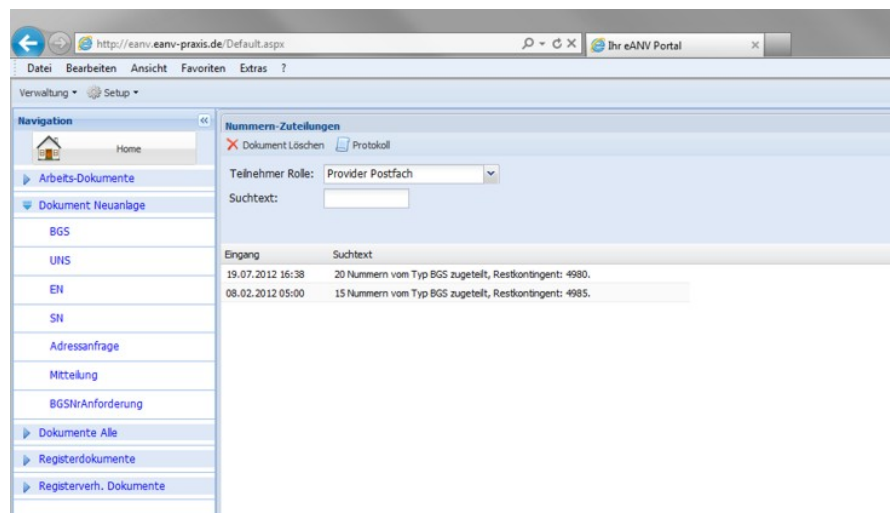 http://eanv.eanv-praxis.de/Default.aspx
Ihr eANV Portal
Datei Bearbeiten Ansicht Favoriten Extras ?
Verwaltung Setup
Navigation
Home
Arbeits-Dokumente
Dokument Neuanlage
BGS
UNS
EN
SN
Adressanfrage
Mitteilung
BGSNrAnforderung
Dokumente Alle
Registerdokumente
Registerverh. Dokumente
Nummern-Zuteilungen
Dokument Löschen Protokoll
Teilnehmer Rolle: Provider Postfach
Suchtext:
Eingang Suchtext
19.07.2012 16:38 20 Nummern vom Typ BGS zugeteilt, Restkontingent: 4980.
08.02.2012 05:00 15 Nummern vom Typ BGS zugeteilt, Restkontingent: 4985.